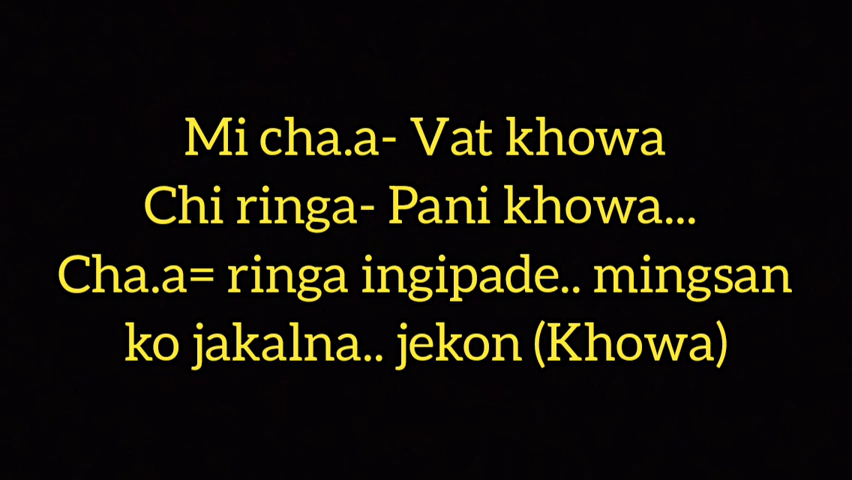 Mi cha.a- Vat khowa
Chi ringa- Pani khowa...
Cha.a= ringa ingipade.. mingsan
ko jakalna.. jekon (Khowa)